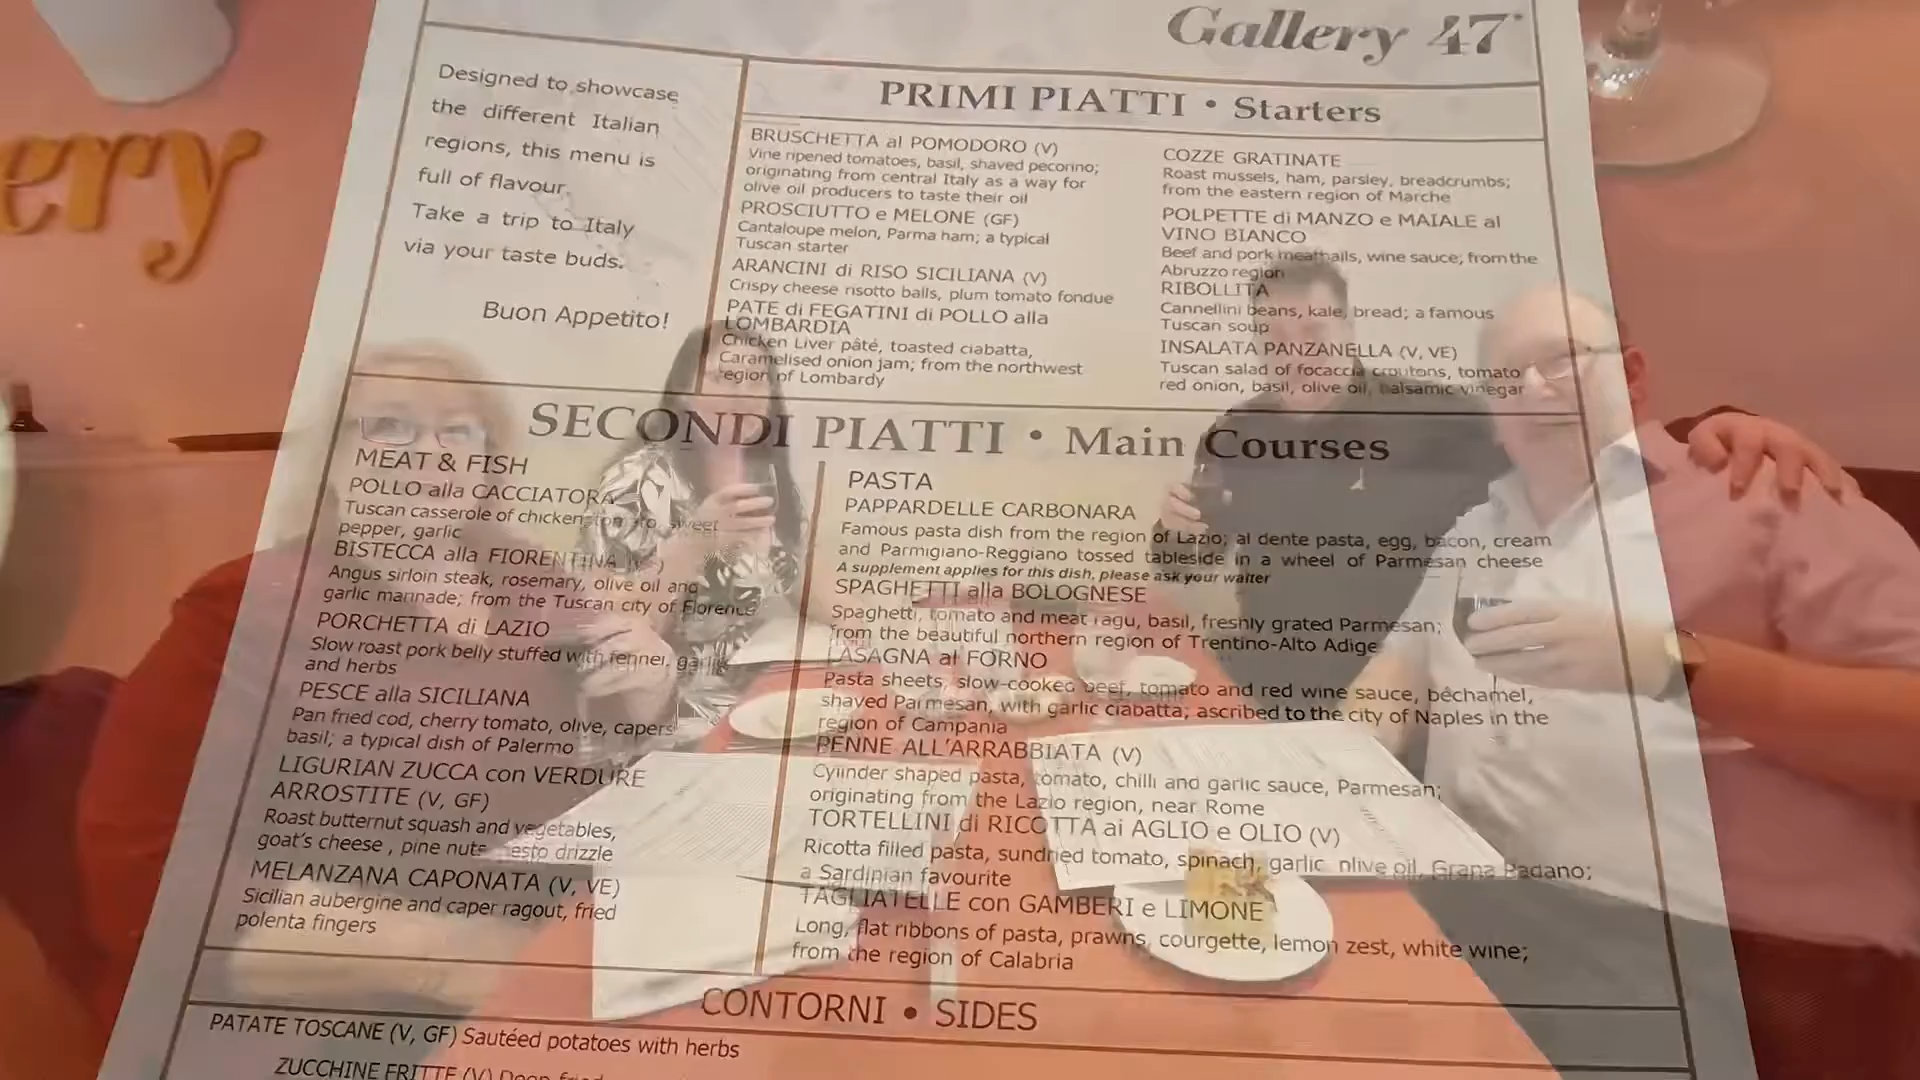 Gallery 47
ery
Designed to showcase
the different Italian
regions, this menu is
full of flavour.
Take a trip to Italy
via your taste buds.
Buon Appetito!
PRIMI PIATTI • Starters
BRUSCHETTA al POMODORO (V)
Vine ripened tomatoes, basil, shaved pecorino;
originating from central Italy as a way for
olive oil producers to taste their oil
PROSCIUTTO e MELONE (GF)
Cantaloupe melon, Parma ham; a typical
Tuscan starter
ARANCINI di RISO SICILIANA (V)
Crispy cheese risotto balls, plum tomato fondue
PATE di FEGATINI di POLLO alla
LOMBARDIA
Chicken Liver pâté, toasted ciabatta,
Caramelised onion jam; from the northwest
region of Lombardy
COZZE GRATINATE
Roast mussels, ham, parsley, breadcrumbs;
from the eastern region of Marche
POLPETTE di MANZO e MAIALE al
VINO BIANCO
Beef and pork meatballs, wine sauce; from the
Abruzzo region
RIBOLLITA
Cannellini beans, kale, bread; a famous
Tuscan soup
INSALATA PANZANELLA (V, VE)
Tuscan salad of focaccia croutons, tomato
red onion, basil, olive oil, balsamic vinegar
SECONDI PIATTI • Main Courses
MEAT & FISH
POLLO alla CACCIATORA
Tuscan casserole of chicken, tomato, sweet
pepper, garlic
BISTECCA alla FIORENTINA
Angus sirloin steak, rosemary, olive oil and
garlic marinade; from the Tuscan city of Florence
PORCHETTA di LAZIO
Slow roast pork belly stuffed with fennel, garlic
and herbs
PESCE alla SICILIANA
Pan fried cod, cherry tomato, olive, capers
basil; a typical dish of Palermo
LIGURIAN ZUCCA con VERDURE
ARROSTITE (V, GF)
Roast butternut squash and vegetables,
goat's cheese , pine nuts, pesto drizzle
MELANZANA CAPONATA (V, VE)
Sicilian aubergine and caper ragout, fried
polenta fingers
PASTA
PAPPARDELLE CARBONARA
Famous pasta dish from the region of Lazio; al dente pasta, egg, bacon, cream
and Parmigiano-Reggiano tossed tableside in a wheel of Parmesan cheese
A supplement applies for this dish, please ask your waiter
SPAGHETTI alla BOLOGNESE
Spaghetti, tomato and meat ragu, basil, freshly grated Parmesan;
from the beautiful northern region of Trentino-Alto Adige
LASAGNA al FORNO
Pasta sheets, slow-cooked beef, tomato and red wine sauce, béchamel,
shaved Parmesan, with garlic ciabatta; ascribed to the city of Naples in the
region of Campania
PENNE ALL'ARRABBIATA (V)
Cylinder shaped pasta, tomato, chilli and garlic sauce, Parmesan;
originating from the Lazio region, near Rome
TORTELLINI di RICOTTA ai AGLIO e OLIO (V)
Ricotta filled pasta, sundried tomato, spinach, garlic olive oil, Grana Padano;
a Sardinian favourite
TAGLIATELLE con GAMBERI e LIMONE
Long, flat ribbons of pasta, prawns, courgette, lemon zest, white wine;
from the region of Calabria
CONTORNI • SIDES
PATATE TOSCANE (V, GF) Sautéed potatoes with herbs
ZUCCHINE FRITTE (V) Deep fried